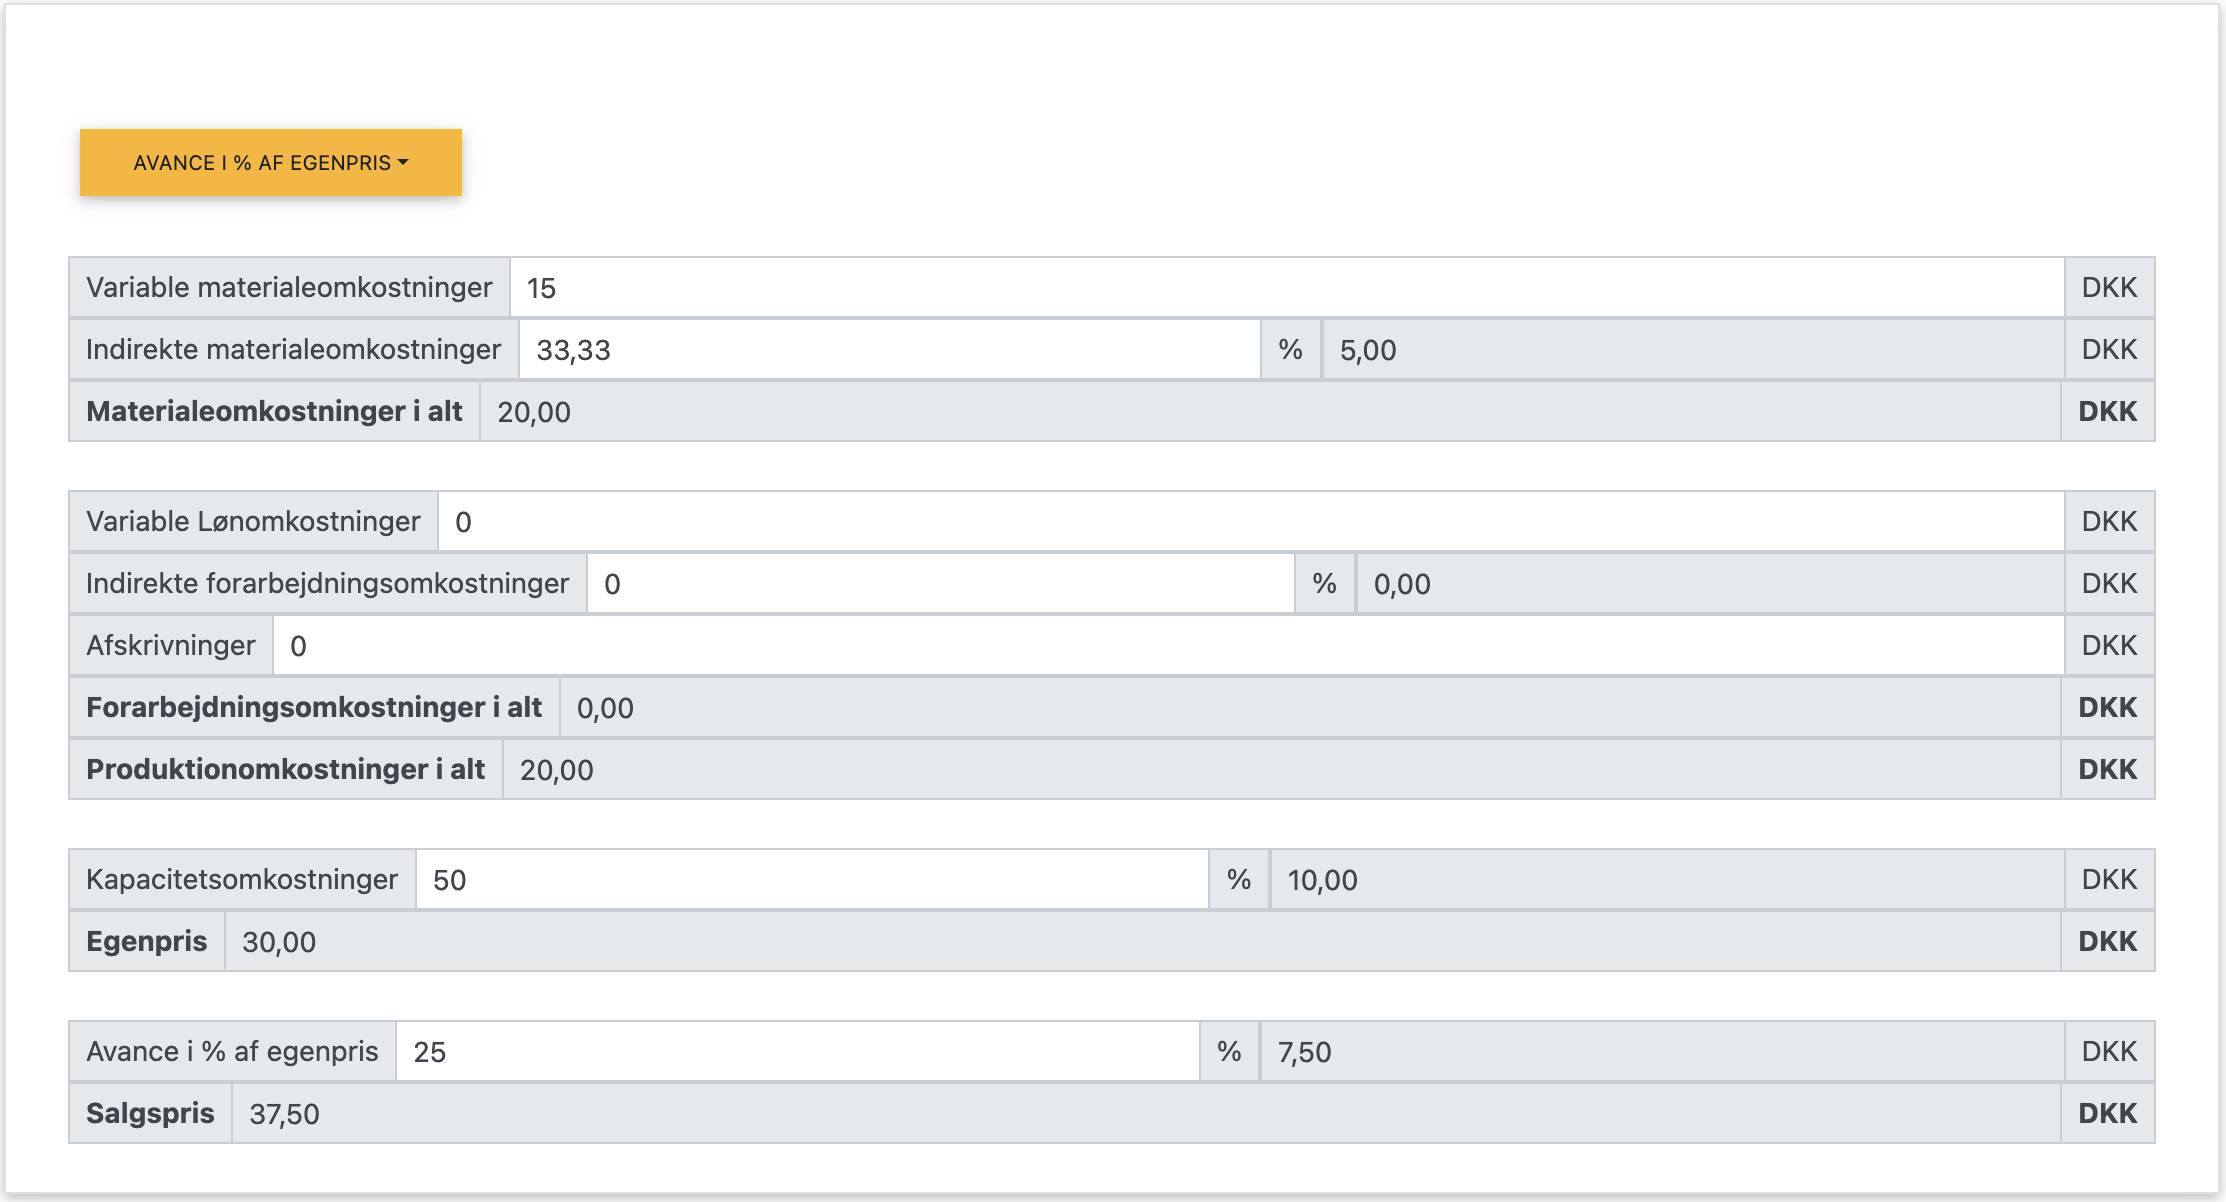 AVANCE I % AF EGENPRIS
Variable materialeomkostninger 15 DKK
Indirekte materialeomkostninger 33,33 % 5,00 DKK
Materialeomkostninger i alt 20,00 DKK
Variable Lønomkostninger 0 DKK
Indirekte forarbejdningsomkostninger 0 % 0,00 DKK
Afskrivninger 0 DKK
Forarbejdningsomkostninger i alt 0,00 DKK
Produktionomkostninger i alt 20,00 DKK
Kapacitetsomkostninger 50 % 10,00 DKK
Egenpris 30,00 DKK
Avance i % af egenpris 25 % 7,50 DKK
Salgspris 37,50 DKK